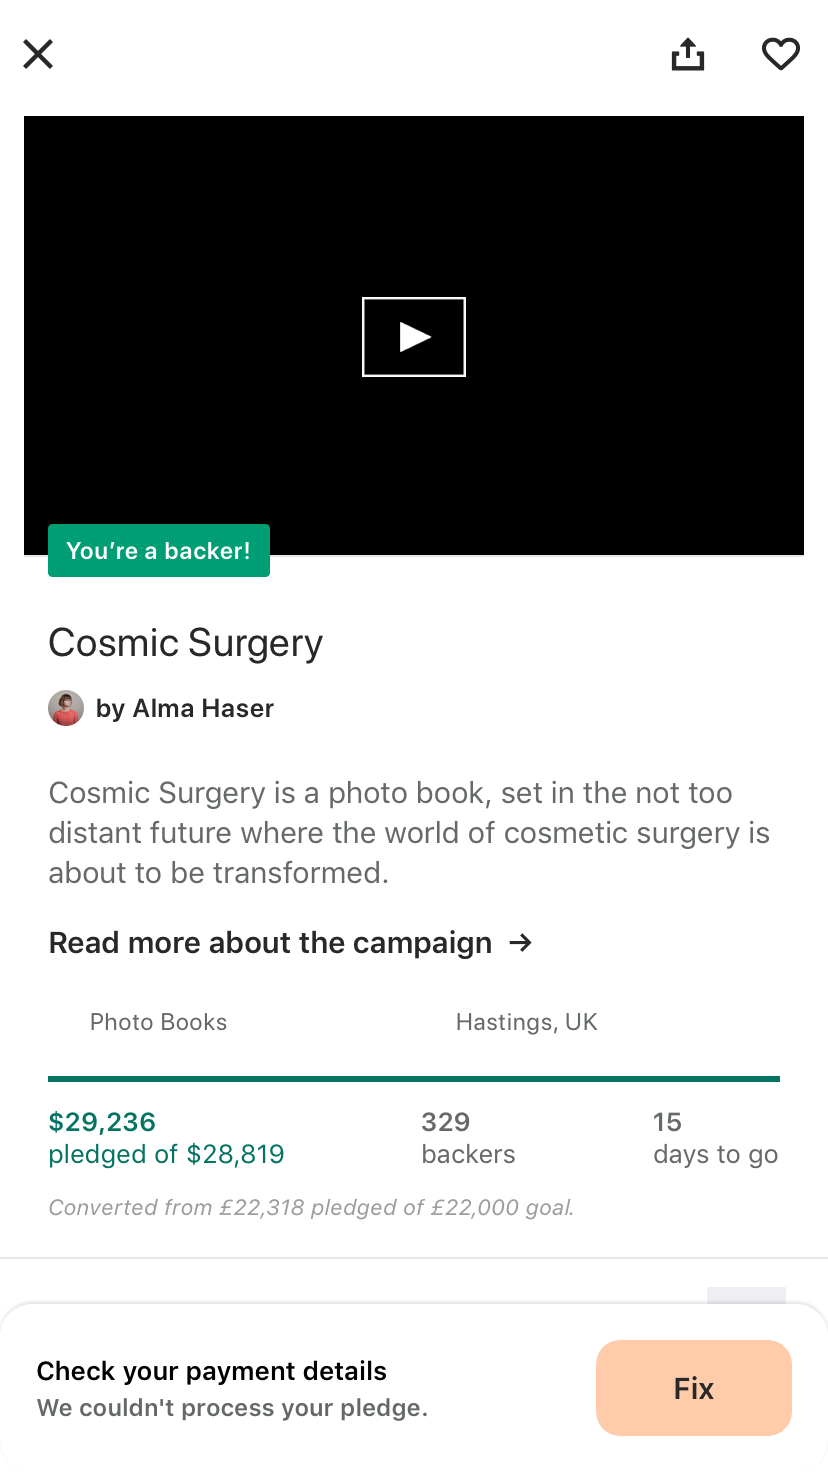 You’re a backer!
Cosmic Surgery
by Alma Haser
Cosmic Surgery is a photo book, set in the not too
distant future where the world of cosmetic surgery is
about to be transformed.
Read more about the campaign →
Photo Books
Hastings, UK
$29,236
pledged of $28,819
329
backers
15
days to go
Converted from £22,318 pledged of £22,000 goal.
Check your payment details
We couldn't process your pledge.
Fix